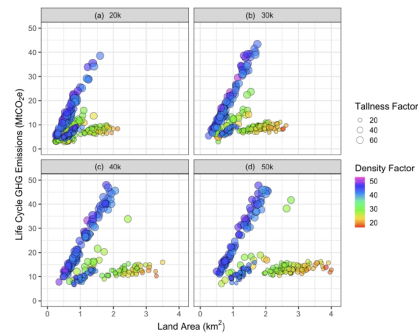 (a) 20k
(b) 30k
50
40
30
20
10
0
(c) 40k
(d) 50k
50
40
30
20
10
0
0 1 2 3 4
0 1 2 3 4
Life Cycle GHG Emissions (MtCO₂e)
Land Area (km²)
Tallness Factor
20
40
60
Density Factor
50
40
30
20